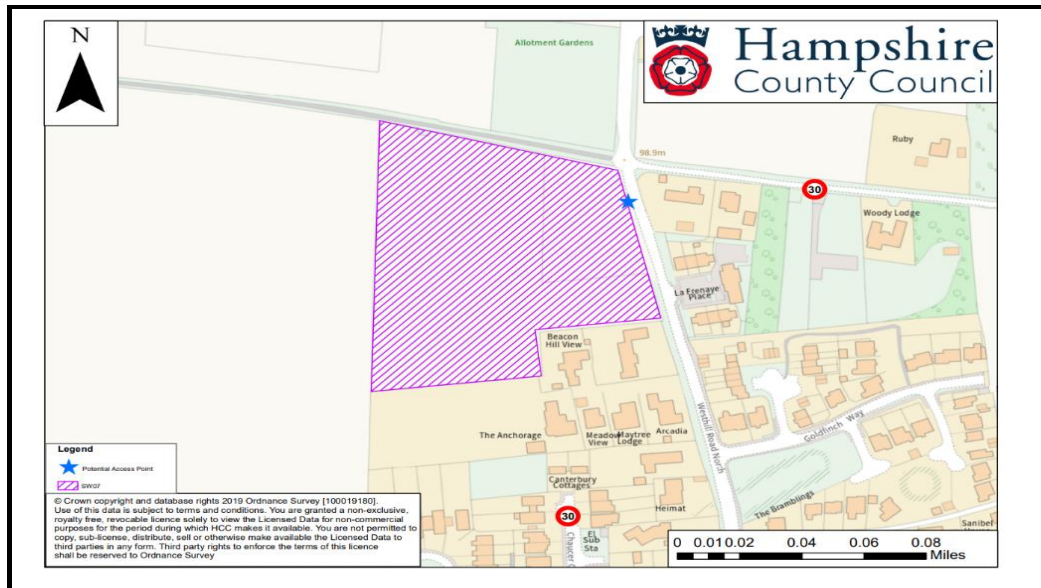 N
Allotment Gardens
Hampshire
County Council
98.9m
Ruby
30
Woody Lodge
La Frenaye
Place
Beacon
Hill View
Westhill Road North
Goldfinch Way
The Anchorage
Meadow
View
Maytree
Lodge
Arcadia
Canterbury
Cottages
Heimat
The Bramblings
30
El
Sub
Sta
Sanibel
Legend
Potential Access Point
SW07
© Crown copyright and database rights 2019 Ordnance Survey [100019180].
Use of this data is subject to terms and conditions. You are granted a non-exclusive,
royalty free, revocable licence solely to view the Licensed Data for non-commercial
purposes for the period during which HCC makes it available. You are not permitted to
copy, sub-license, distribute, sell or otherwise make available the Licensed Data to
third parties in any form. Third party rights to enforce the terms of this licence
shall be reserved to Ordnance Survey
0 0.01 0.02 0.04 0.06 0.08
Miles